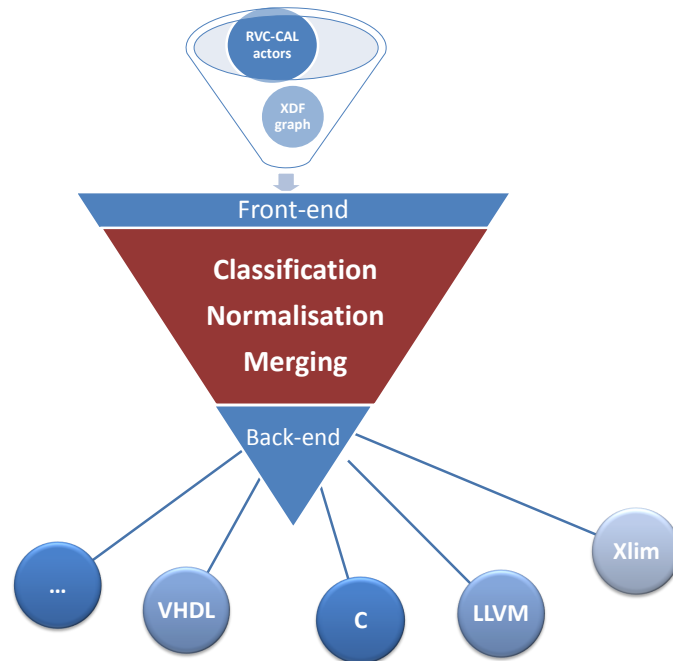 RVC-CAL
actors
XDF
graph
Front-end
Classification
Normalisation
Merging
Back-end
...
VHDL
C
LLVM
Xlim